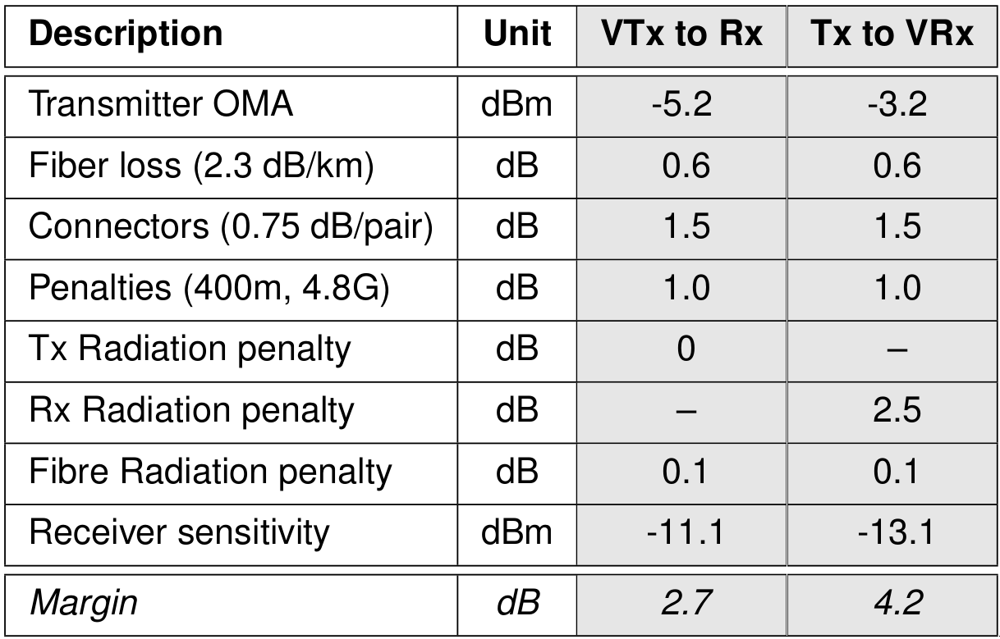 Description Unit VTx to Rx Tx to VRx
Transmitter OMA dBm -5.2 -3.2
Fiber loss (2.3 dB/km) dB 0.6 0.6
Connectors (0.75 dB/pair) dB 1.5 1.5
Penalties (400m, 4.8G) dB 1.0 1.0
Tx Radiation penalty dB 0 –
Rx Radiation penalty dB – 2.5
Fibre Radiation penalty dB 0.1 0.1
Receiver sensitivity dBm -11.1 -13.1
Margin dB 2.7 4.2